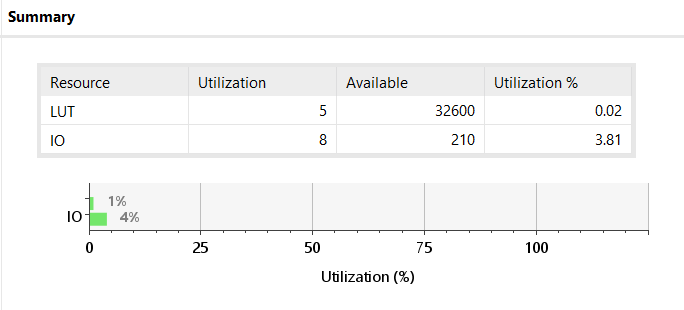 Summary
Resource Utilization Available Utilization %
LUT 5 32600 0.02
IO 8 210 3.81
1%
IO 4%
0 25 50 75 100
Utilization (%)